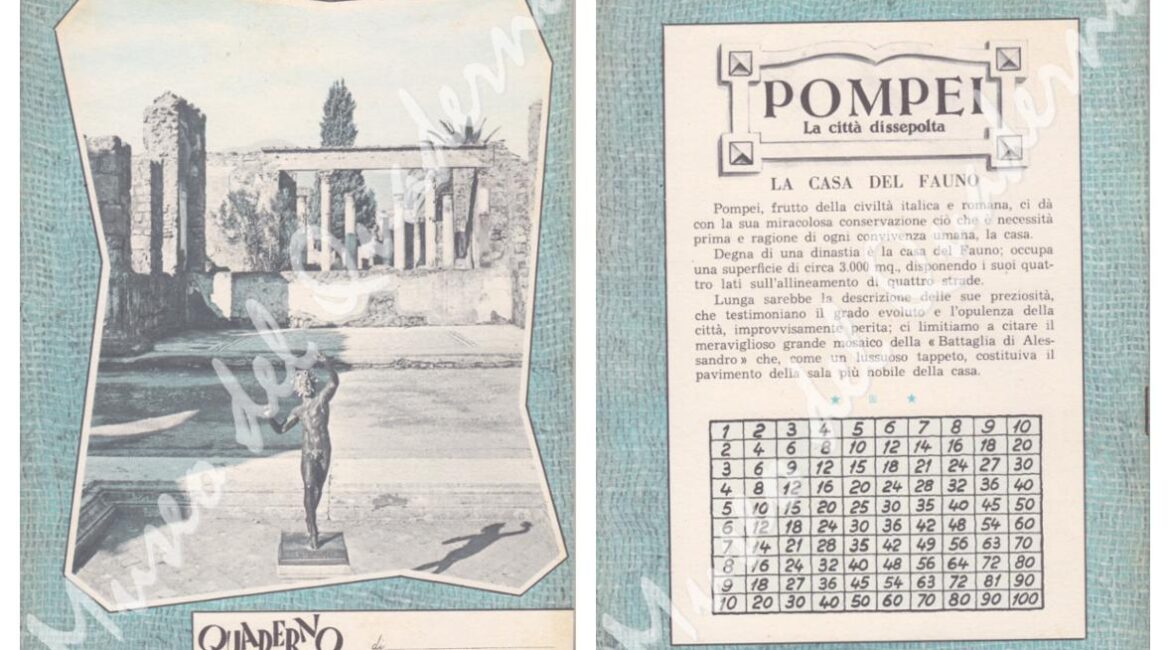 QUADERNO di
POMPEI
La città dissepolta
LA CASA DEL FAUNO
Pompei, frutto della civiltà italica e romana, ci dà
con la sua miracolosa conservazione ciò che è necessità
prima e ragione di ogni convivenza umana, la casa.
Degna di una dinastia è la casa del Fauno; occupa
una superficie di circa 3.000 mq., disponendo i suoi quat-
tro lati sull'allineamento di quattro strade.
Lunga sarebbe la descrizione delle sue preziosità,
che testimoniano il grado evoluto e l'opulenza della
città, improvvisamente perita; ci limitiamo a citare il
meraviglioso grande mosaico della « Battaglia di Ales-
sandro » che, come un lussuoso tappeto, costituiva il
pavimento della sala più nobile della casa.
1 2 3 4 5 6 7 8 9 10
2 4 6 8 10 12 14 16 18 20
3 6 9 12 15 18 21 24 27 30
4 8 12 16 20 24 28 32 36 40
5 10 15 20 25 30 35 40 45 50
6 12 18 24 30 36 42 48 54 60
7 14 21 28 35 42 49 56 63 70
8 16 24 32 40 48 56 64 72 80
9 18 27 36 45 54 63 72 81 90
10 20 30 40 50 60 70 80 90 100
Museo del Quaderno
Museo del Quaderno